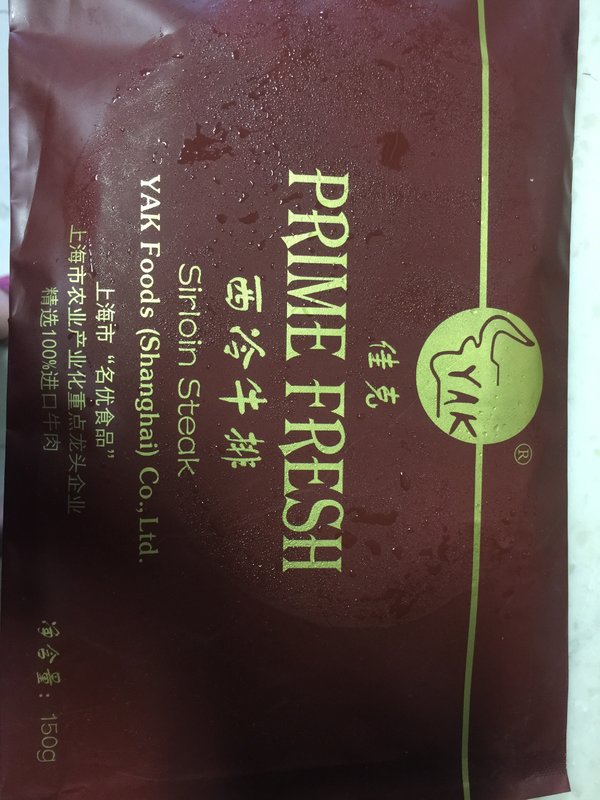 YAK
®
佳克
PRIME FRESH
西冷牛排
Sirloin Steak
YAK Foods (Shanghai) Co., Ltd.
上海市“名优食品”
上海市农业产业化重点龙头企业
精选100%进口牛肉
净含量：150g